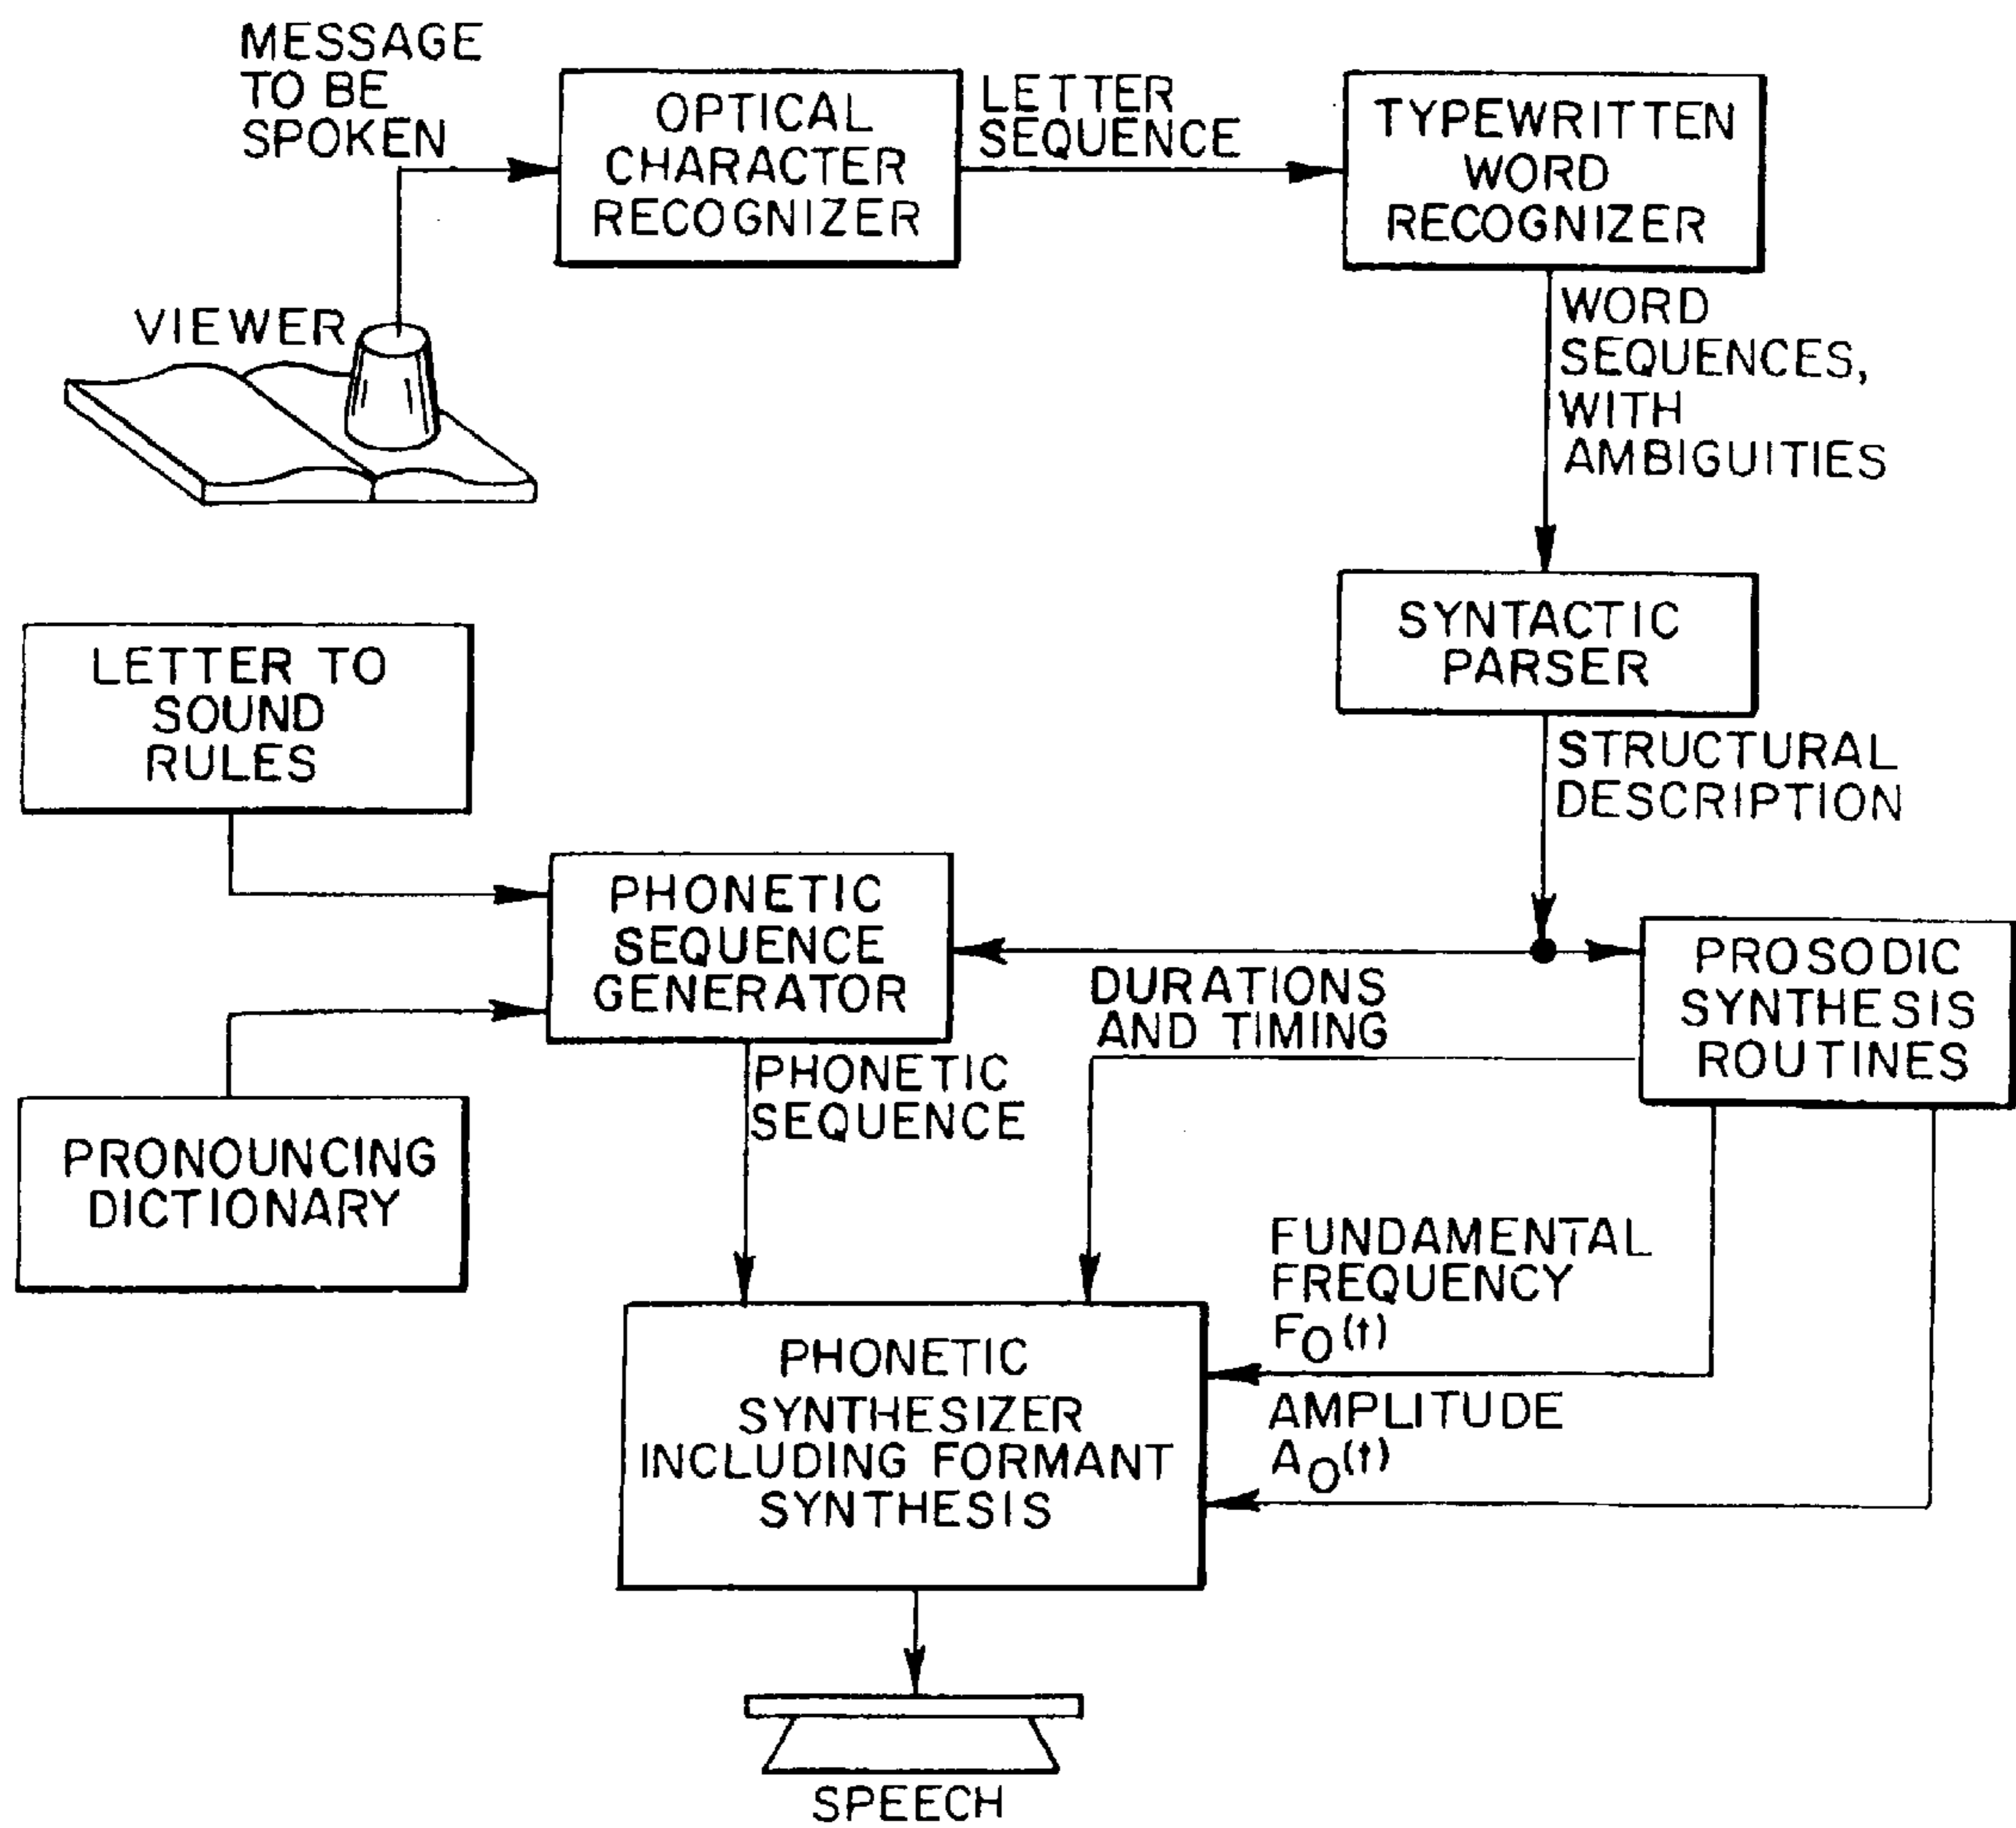 MESSAGE
TO BE
SPOKEN
OPTICAL
CHARACTER
RECOGNIZER
LETTER
SEQUENCE
TYPEWRITTEN
WORD
RECOGNIZER
VIEWER
WORD
SEQUENCES,
WITH
AMBIGUITIES
SYNTACTIC
PARSER
STRUCTURAL
DESCRIPTION
LETTER TO
SOUND
RULES
PHONETIC
SEQUENCE
GENERATOR
DURATIONS
AND TIMING
PROSODIC
SYNTHESIS
ROUTINES
PRONOUNCING
DICTIONARY
PHONETIC
SEQUENCE
FUNDAMENTAL
FREQUENCY
FO(t)
AMPLITUDE
AO(t)
PHONETIC
SYNTHESIZER
INCLUDING FORMANT
SYNTHESIS
SPEECH